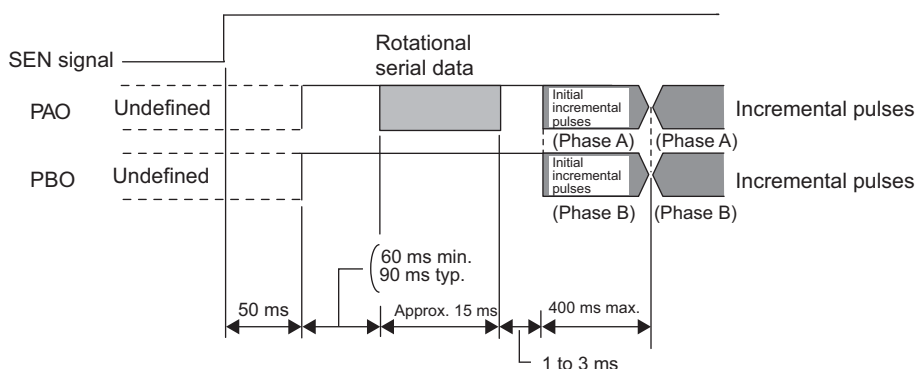 SEN signal
Rotational
serial data
PAO
Undefined
Initial
incremental
pulses
(Phase A)
(Phase A)
Incremental pulses
PBO
Undefined
Initial
incremental
pulses
(Phase B)
(Phase B)
Incremental pulses
60 ms min.
90 ms typ.
50 ms
Approx. 15 ms
400 ms max.
1 to 3 ms